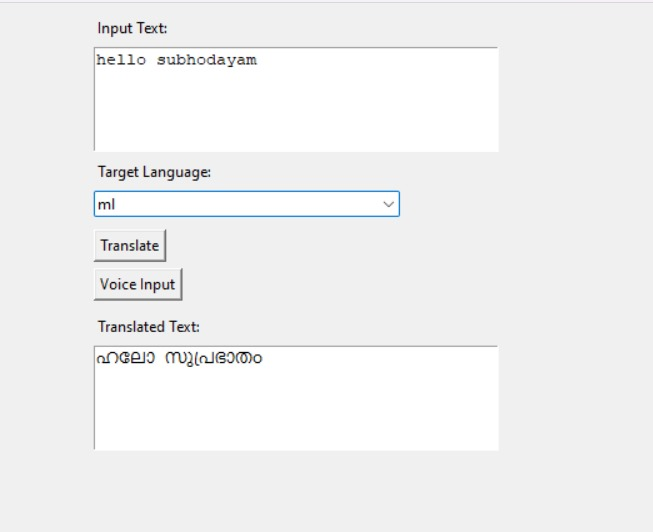 Input Text:
hello subhodayam
Target Language:
ml
Translate
Voice Input
Translated Text:
ഹലോ സുപ്രഭാതം